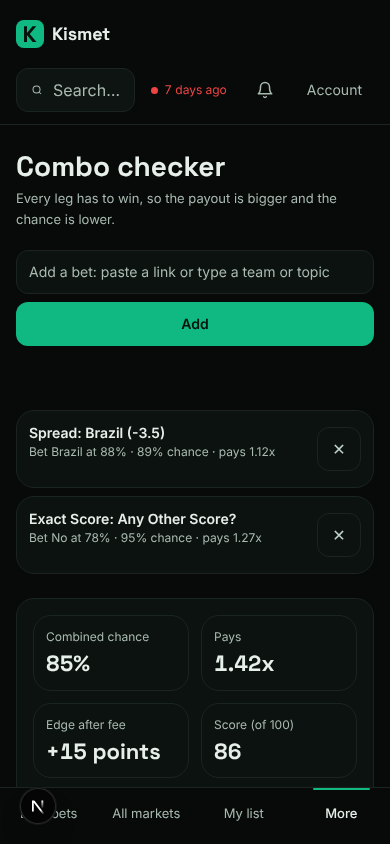 K Kismet
Search...
7 days ago
Account
Combo checker
Every leg has to win, so the payout is bigger and the
chance is lower.
Add a bet: paste a link or type a team or topic
Add
Spread: Brazil (-3.5)
Bet Brazil at 88% · 89% chance · pays 1.12x
Exact Score: Any Other Score?
Bet No at 78% · 95% chance · pays 1.27x
Combined chance
85%
Pays
1.42x
Edge after fee
+15 points
Score (of 100)
86
N
bets
All markets
My list
More